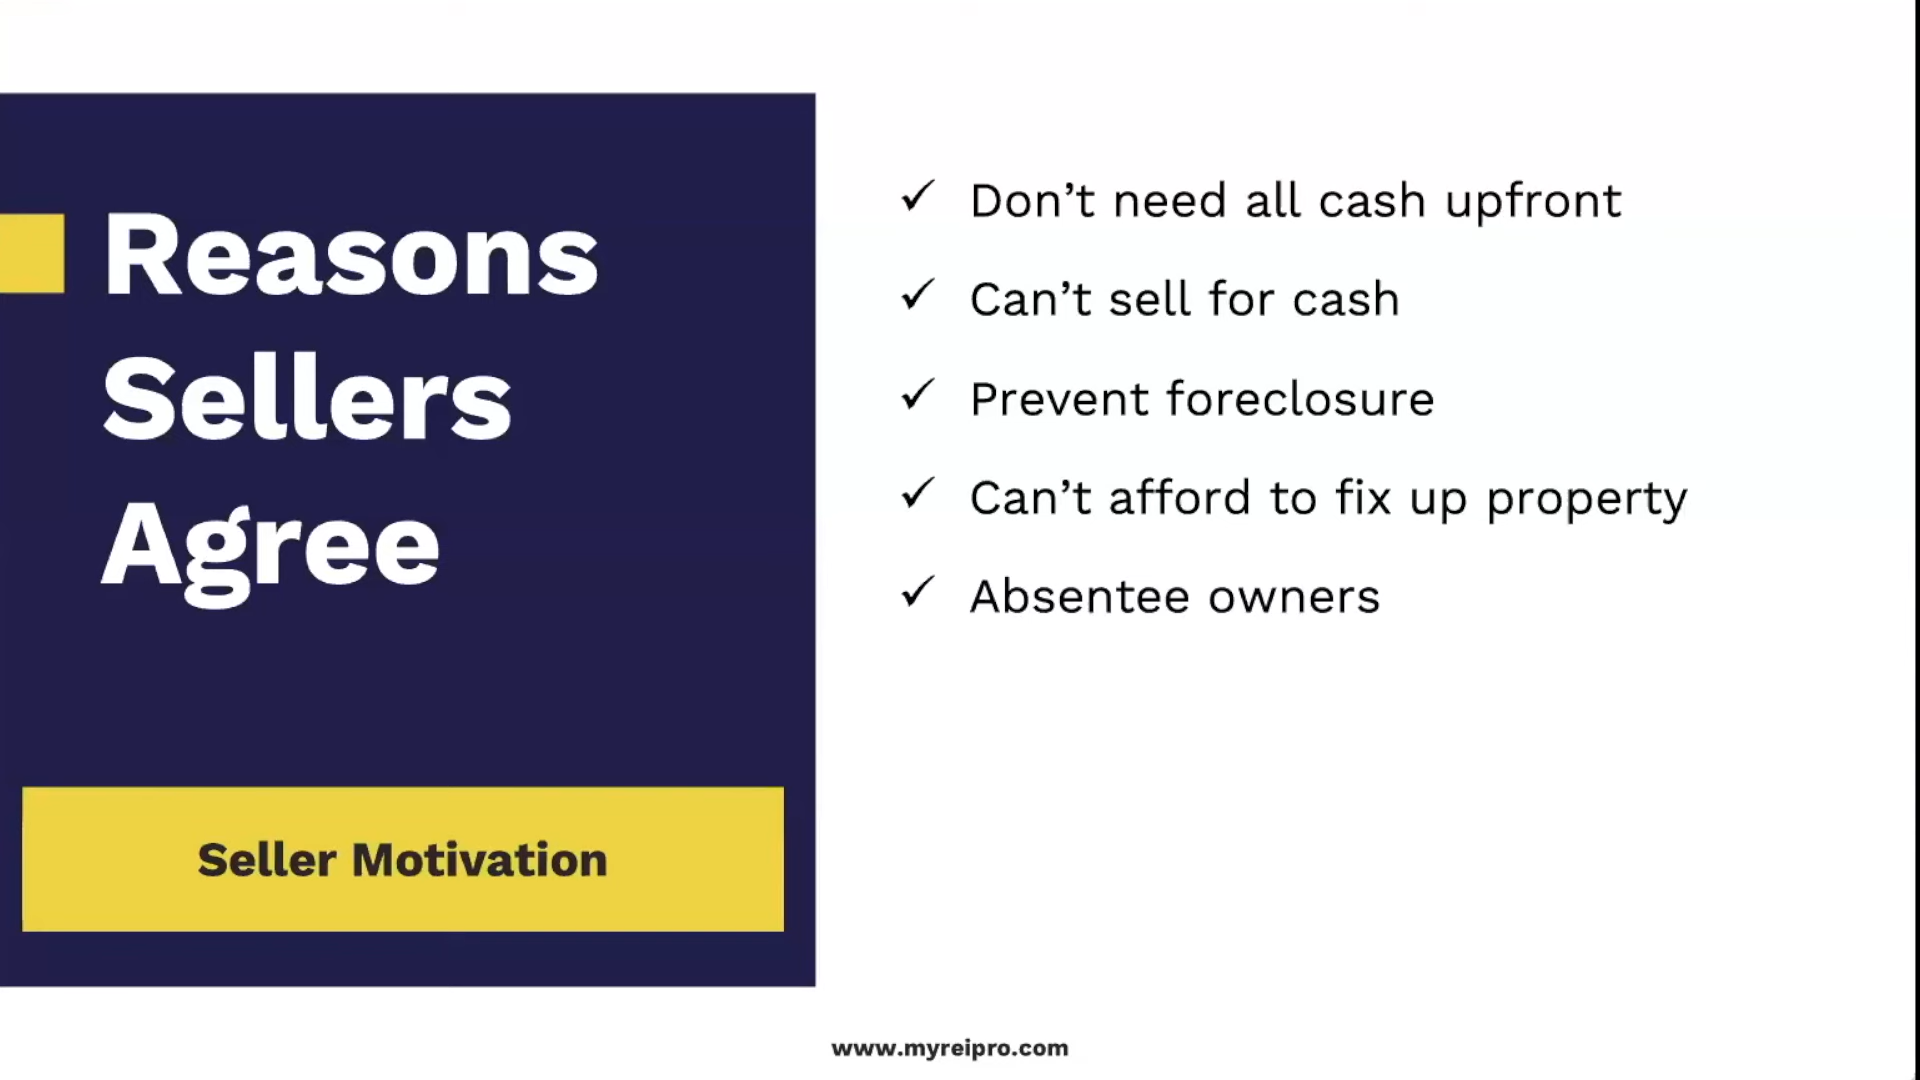 Reasons
Sellers
Agree
Seller Motivation
✓ Don’t need all cash upfront
✓ Can’t sell for cash
✓ Prevent foreclosure
✓ Can’t afford to fix up property
✓ Absentee owners
www.myreipro.com